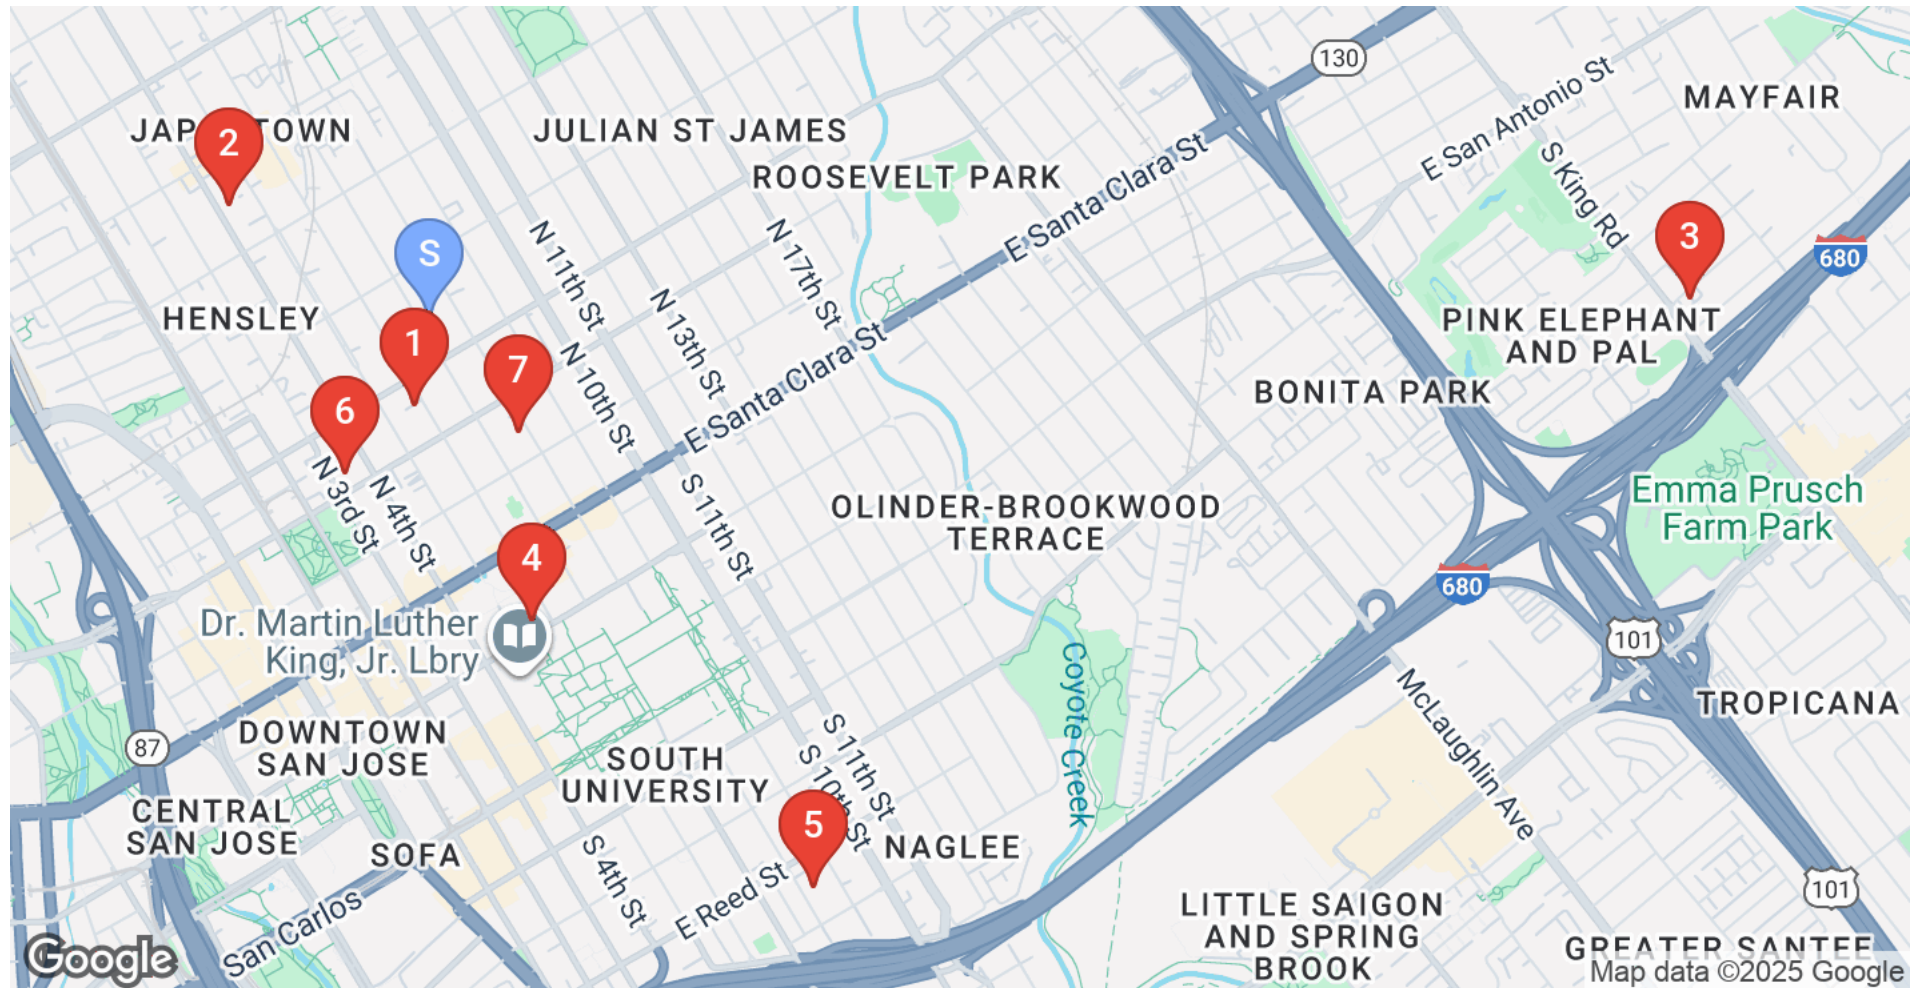 130
E San Antonio St
MAYFAIR
JAP
TOWN
2
JULIAN ST JAMES
ROOSEVELT PARK
E Santa Clara St
S King Rd
3
680
S
N 11th St
N 17th St
HENSLEY
N 13th St
1
7
6
N 10th St
E Santa Clara St
PINK ELEPHANT
AND PAL
BONITA PARK
N 3rd St
N 4th St
S 11th St
OLINDER-BROOKWOOD
TERRACE
Emma Prusch
Farm Park
4
680
101
Dr. Martin Luther
King, Jr. Lbry
Coyote Creek
McLaughlin Ave
TROPICANA
87
DOWNTOWN
SAN JOSE
SOUTH
UNIVERSITY
S 11th St
S 10th St
5
CENTRAL
SAN JOSE
SOFA
S 4th St
E Reed St
NAGLEE
101
San Carlos
LITTLE SAIGON
AND SPRING
BROOK
GREATER SANTEE
Google
Map data ©2025 Google